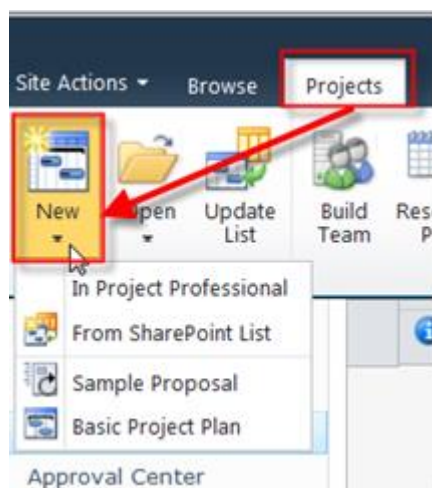 Site Actions Browse Projects
New Open Update List Build Team
In Project Professional
From SharePoint List
Sample Proposal
Basic Project Plan
Approval Center